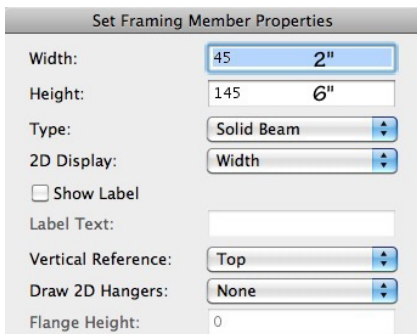 Set Framing Member Properties
Width: 45 2"
Height: 145 6"
Type: Solid Beam
2D Display: Width
Show Label
Label Text:
Vertical Reference: Top
Draw 2D Hangers: None
Flange Height: 0